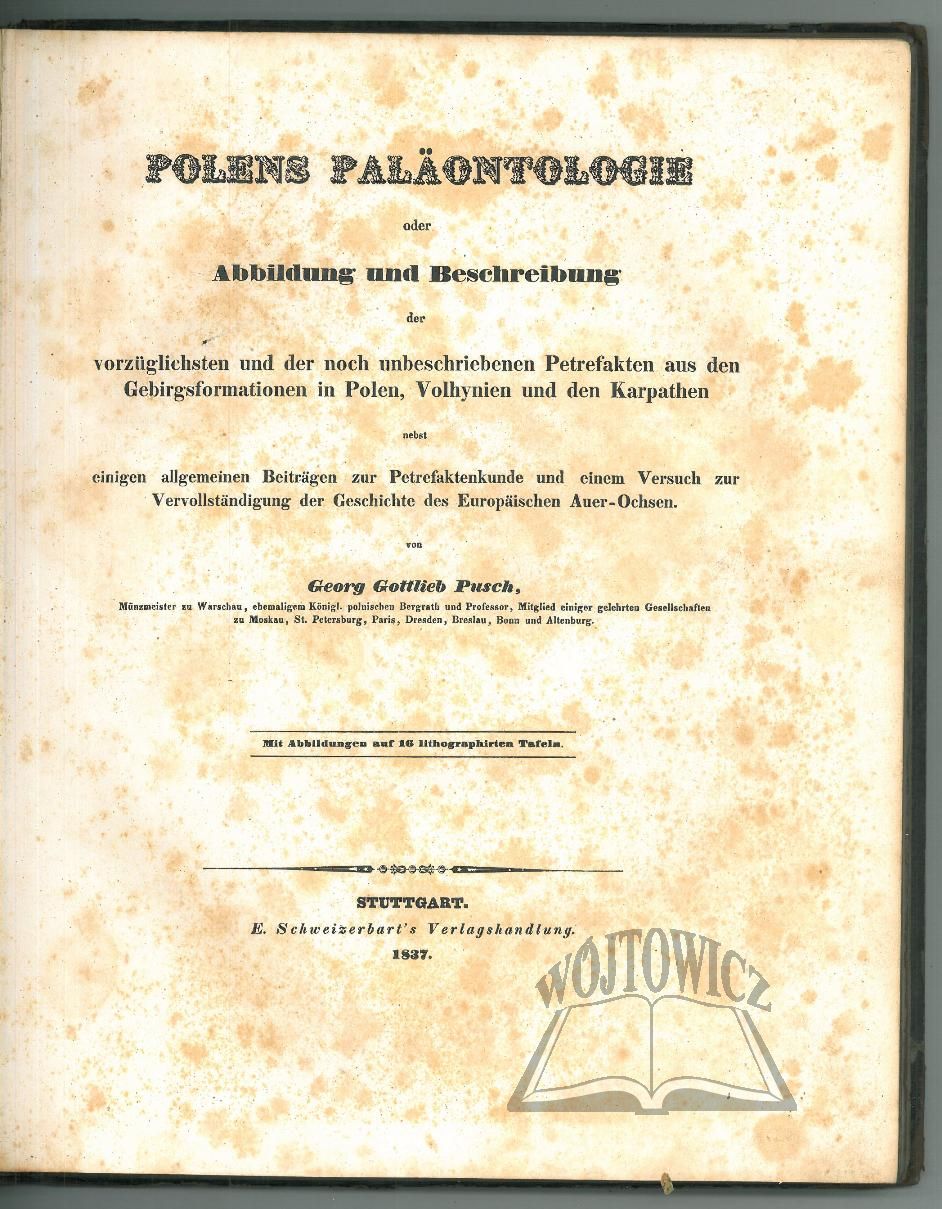 POLENS PALÄONTOLOGIE
oder
Abbildung und Beschreibung
der
vorzüglichsten und der noch unbeschriebenen Petrefakten aus den
Gebirgsformationen in Polen, Volhynien und den Karpathen
nebst
einigen allgemeinen Beiträgen zur Petrefaktenkunde und einem Versuch zur
Vervollständigung der Geschichte des Europäischen Auer-Ochsen.
von
Georg Gottlieb Pusch,
Münzmeister zu Warschau, ehemaligem Königl. polnischen Bergrath und Professor, Mitglied einiger gelehrten Gesellschaften
zu Moskau, St. Petersburg, Paris, Dresden, Breslau, Bonn und Altenburg.
Mit Abbildungen auf 16 lithographirten Tafeln.
STUTTGART.
E. Schweizerbart's Verlagshandlung.
1837.
WÓJTOWICZ